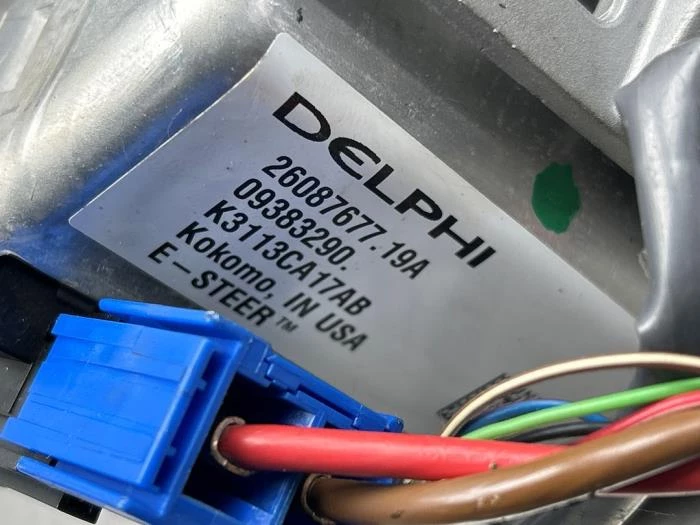 DELPHI
26087677.19A
09383290.
K3113CA17AB
Kokomo, IN USA
E-STEER™